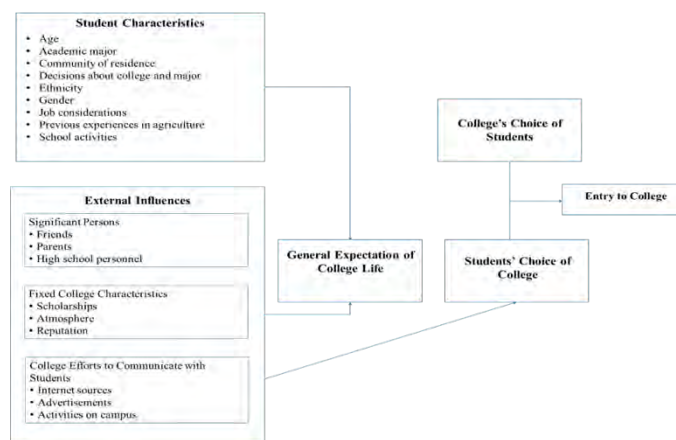 Student Characteristics
• Age
• Academic major
• Community of residence
• Decisions about college and major
• Ethnicity
• Gender
• Job considerations
• Previous experiences in agriculture
• School activities
External Influences
Significant Persons
• Friends
• Parents
• High school personnel
Fixed College Characteristics
• Scholarships
• Atmosphere
• Reputation
College Efforts to Communicate with
Students
• Internet sources
• Advertisements
• Activities on campus
General Expectation of
College Life
College's Choice of
Students
Students' Choice of
College
Entry to College